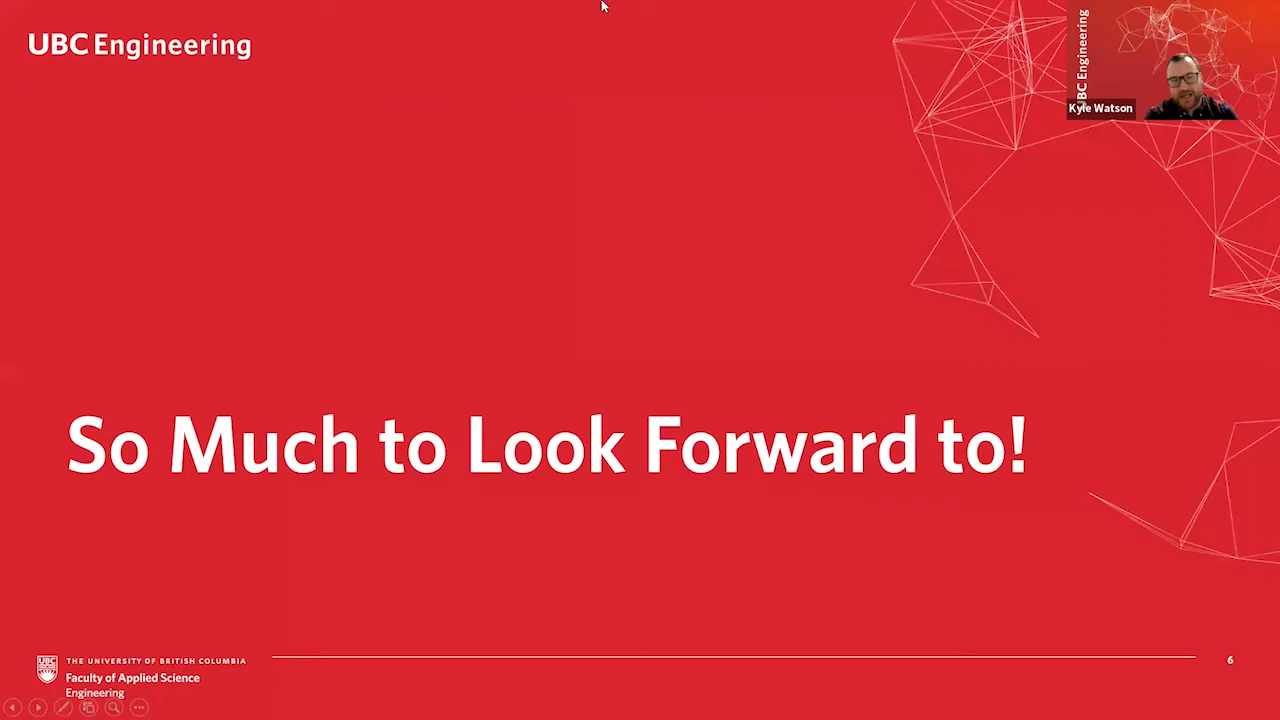 UBC Engineering
UBC Engineering
Kyle Watson
So Much to Look Forward to!
UBC
THE UNIVERSITY OF BRITISH COLUMBIA
Faculty of Applied Science
Engineering
6